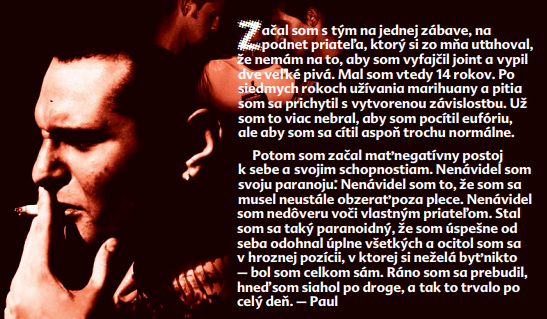 Začal som s tým na jednej zábave, na
podnet priateľa, ktorý si zo mňa uťahoval,
že nemám na to, aby som vyfajčil joint a vypil
dve veľké pivá. Mal som vtedy 14 rokov. Po
siedmych rokoch užívania marihuany a pitia
som sa prichytil s vytvorenou závislosťou. Už
som to viac nebral, aby som pocítil eufóriu,
ale aby som sa cítil aspoň trochu normálne.
Potom som začal mať negatívny postoj
k sebe a svojim schopnostiam. Nenávidel som
svoju paranoju: Nenávidel som to, že som sa
musel neustále obzerať poza plece. Nenávidel
som nedôveru voči vlastným priateľom. Stal
som sa taký paranoidný, že som úspešne od
seba odohnal úplne všetkých a ocitol som sa
v hroznej pozícii, v ktorej si neželá byť nikto
— bol som celkom sám. Ráno som sa prebudil,
hneď som siahol po droge, a tak to trvalo po
celý deň. — Paul